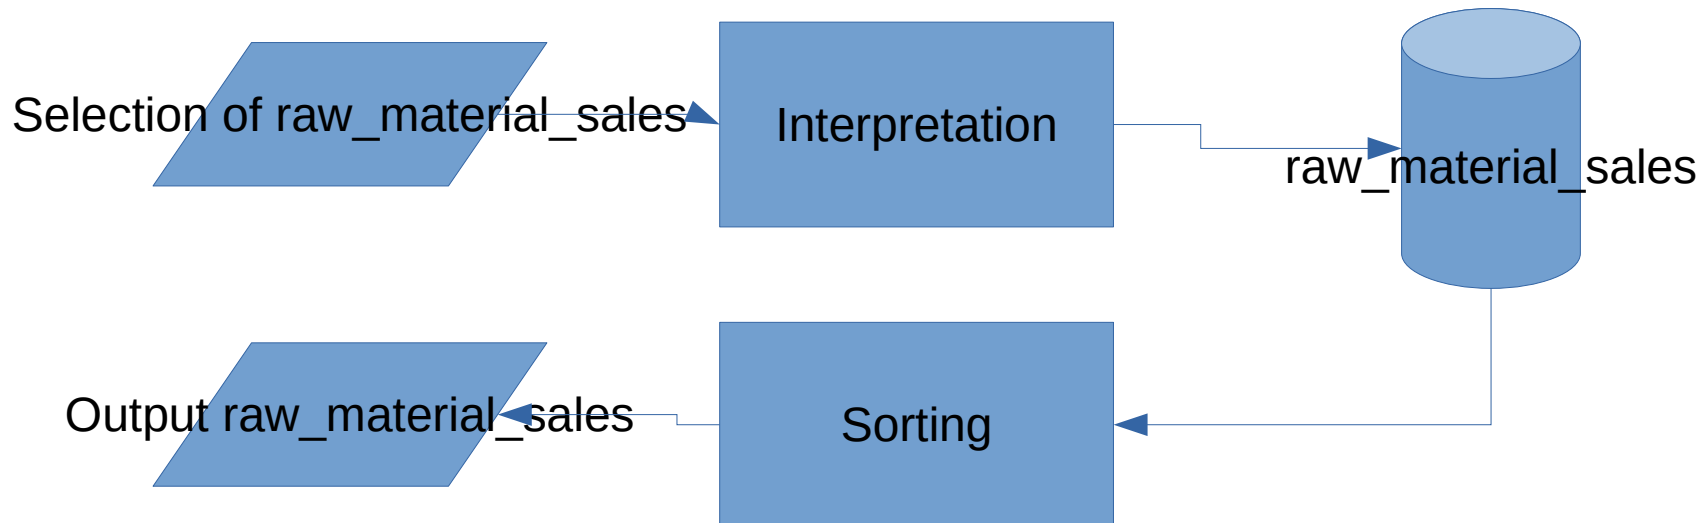 Selection of raw_material_sales
Interpretation
raw_material_sales
Output raw_material_sales
Sorting